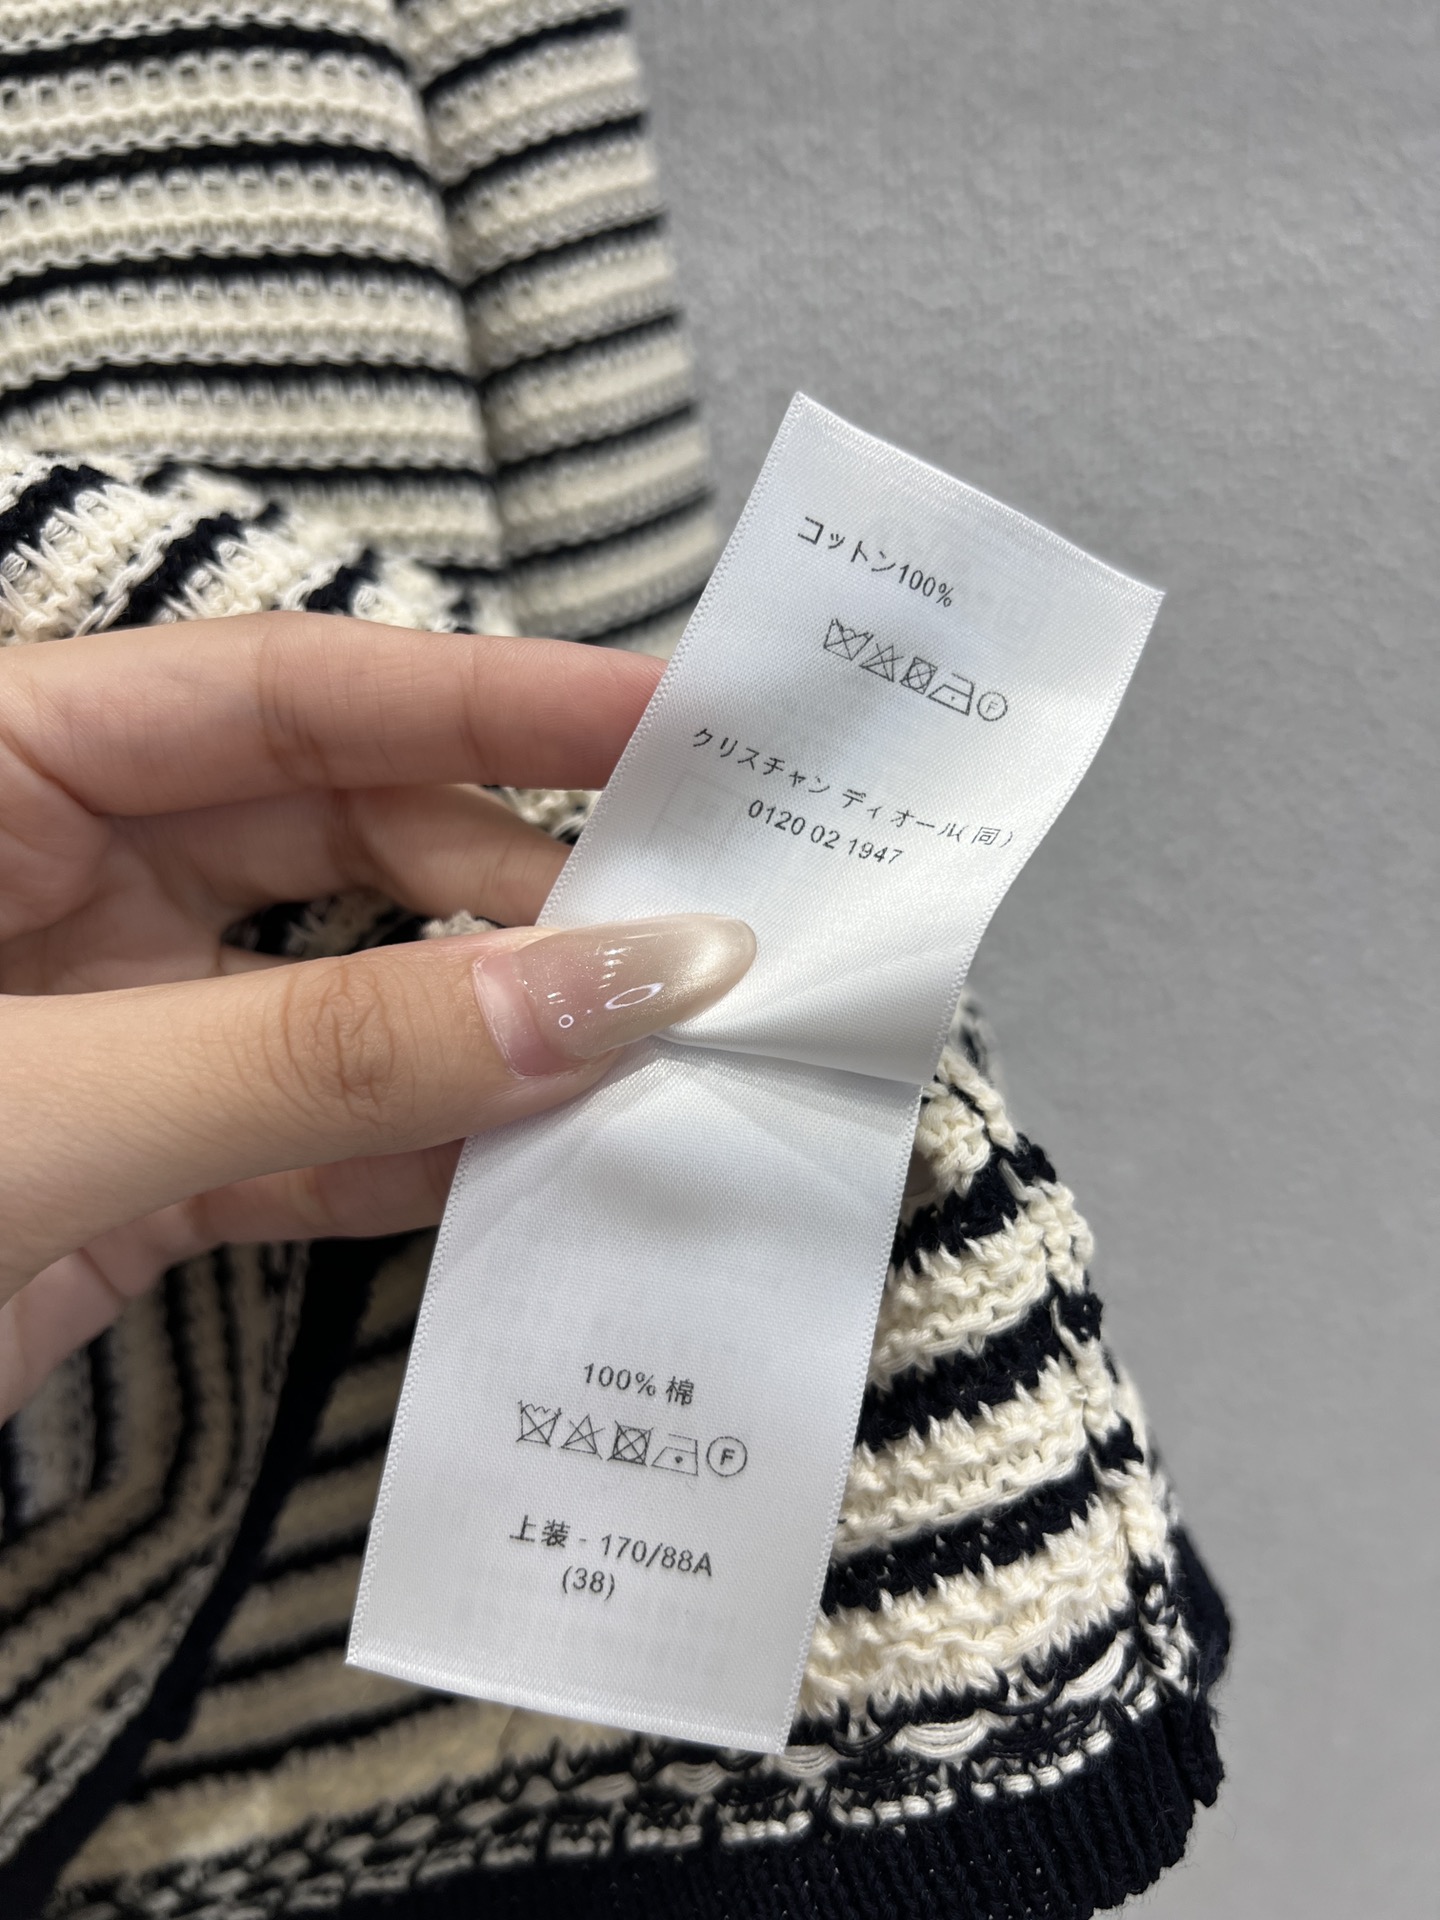 コットン100%
F
クリスチャン ディオール(同)
0120 02 1947
100% 棉
F
上装 - 170/88A
(38)